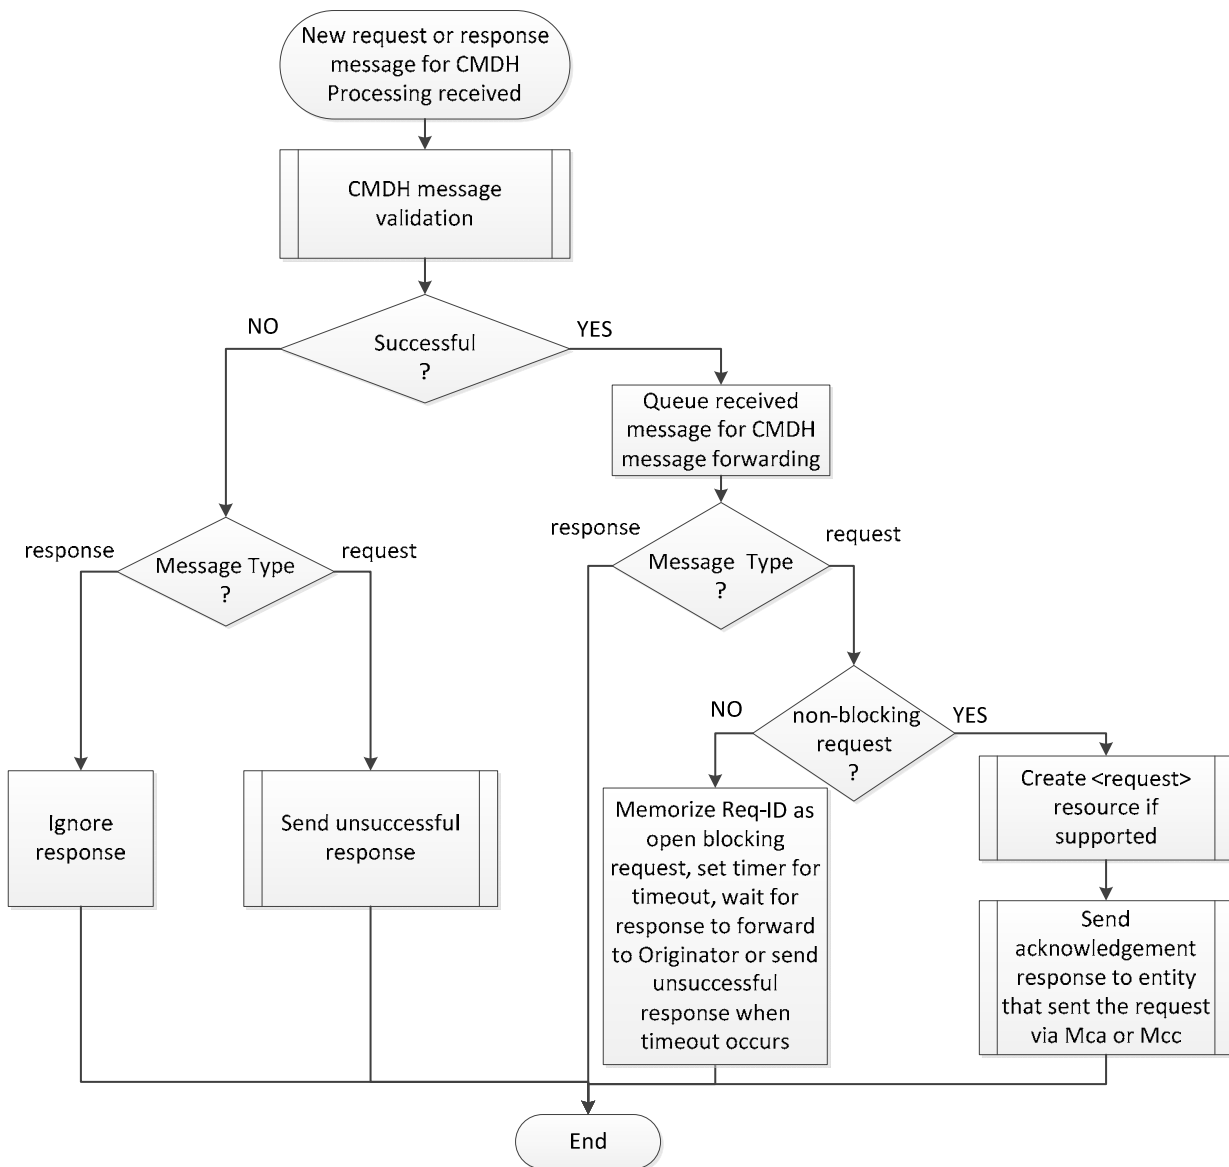 New request or response
message for CMDH
Processing received
CMDH message
validation
NO
YES
Successful
?
Queue received
message for CMDH
message forwarding
response
request
Message Type
?
response
request
Message  Type
?
NO
YES
non-blocking
request
?
Ignore
response
Send unsuccessful
response
Memorize Req-ID as
open blocking
request, set timer for
timeout, wait for
response to forward
to Originator or send
unsuccessful
response when
timeout occurs
Create <request>
resource if
supported
Send
acknowledgement
response to entity
that sent the request
via Mca or Mcc
End